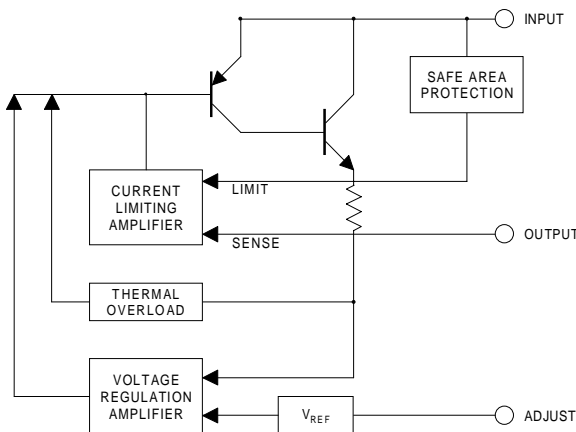 INPUT
SAFE AREA
PROTECTION
LIMIT
CURRENT
LIMITING
AMPLIFIER
SENSE
OUTPUT
THERMAL
OVERLOAD
VOLTAGE
REGULATION
AMPLIFIER
VREF
ADJUST